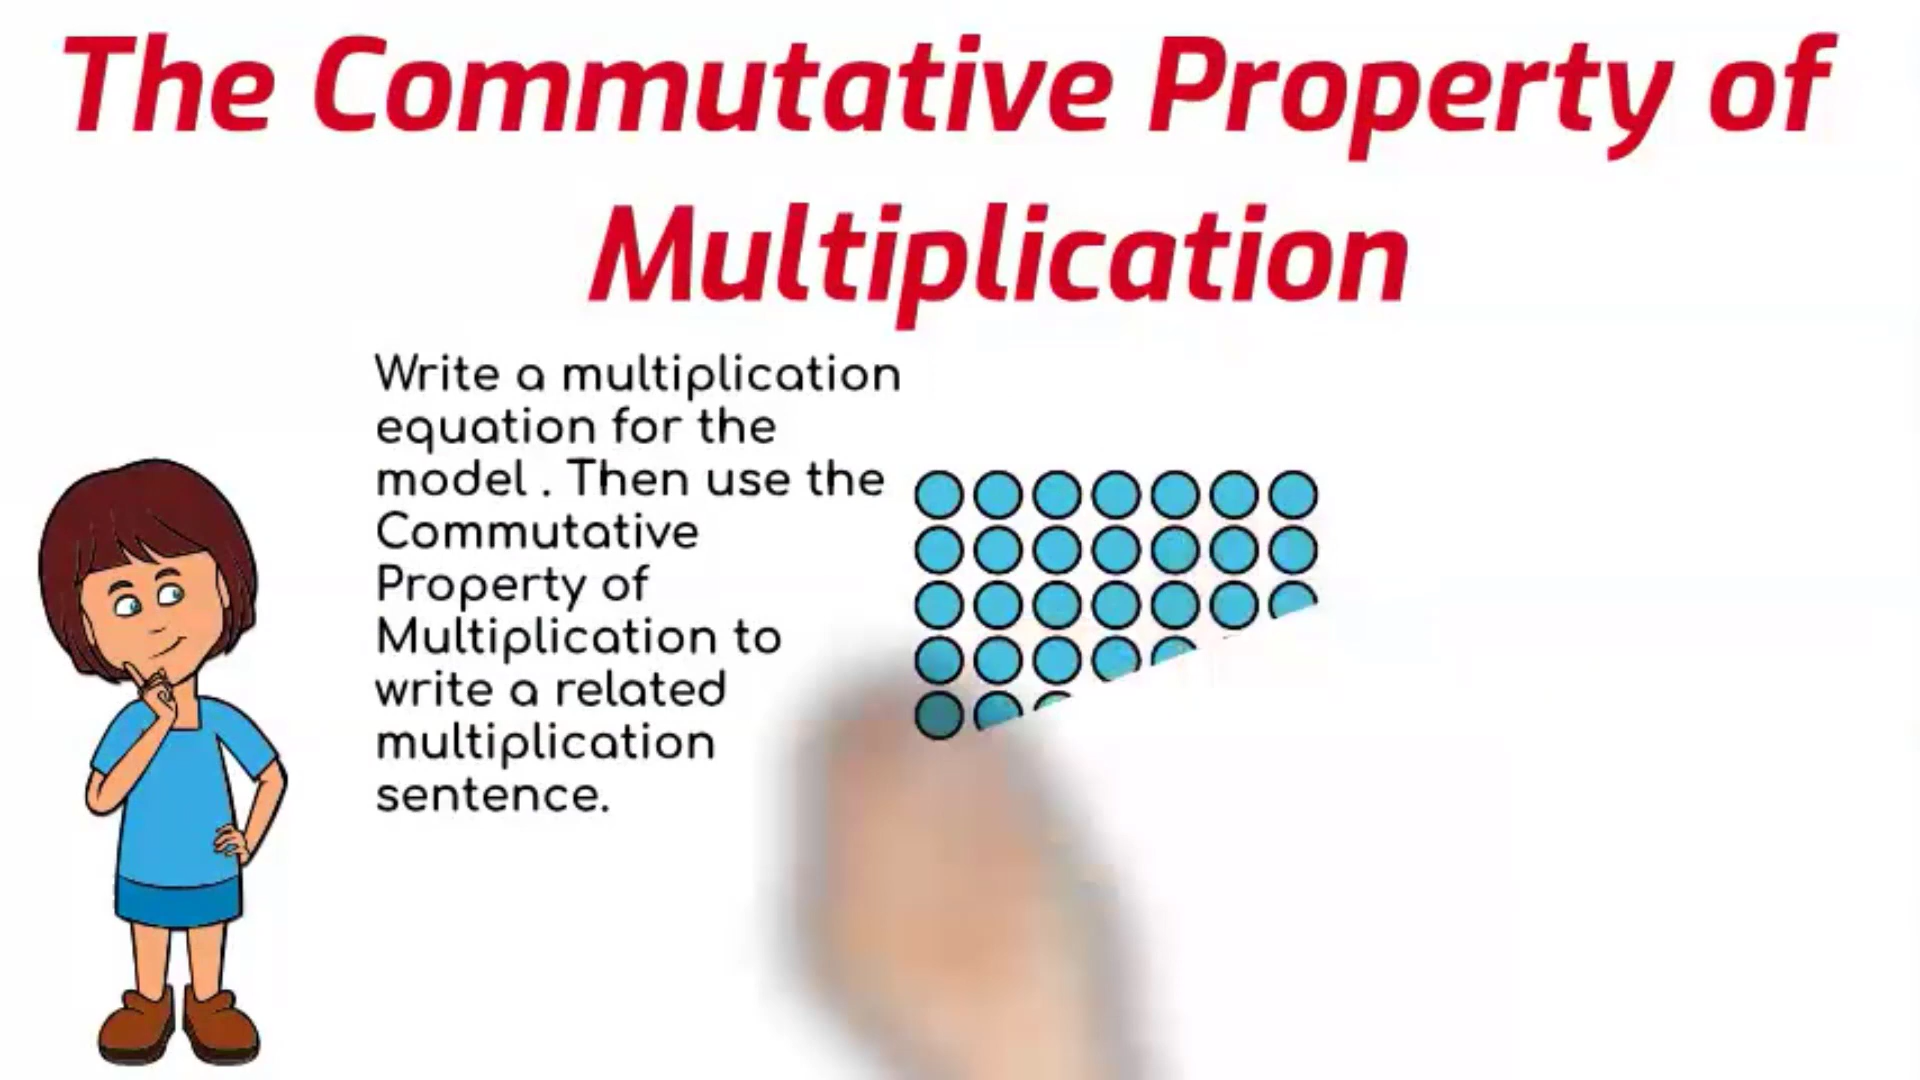 The Commutative Property of
Multiplication
Write a multiplication
equation for the
model . Then use the
Commutative
Property of
Multiplication to
write a related
multiplication
sentence.